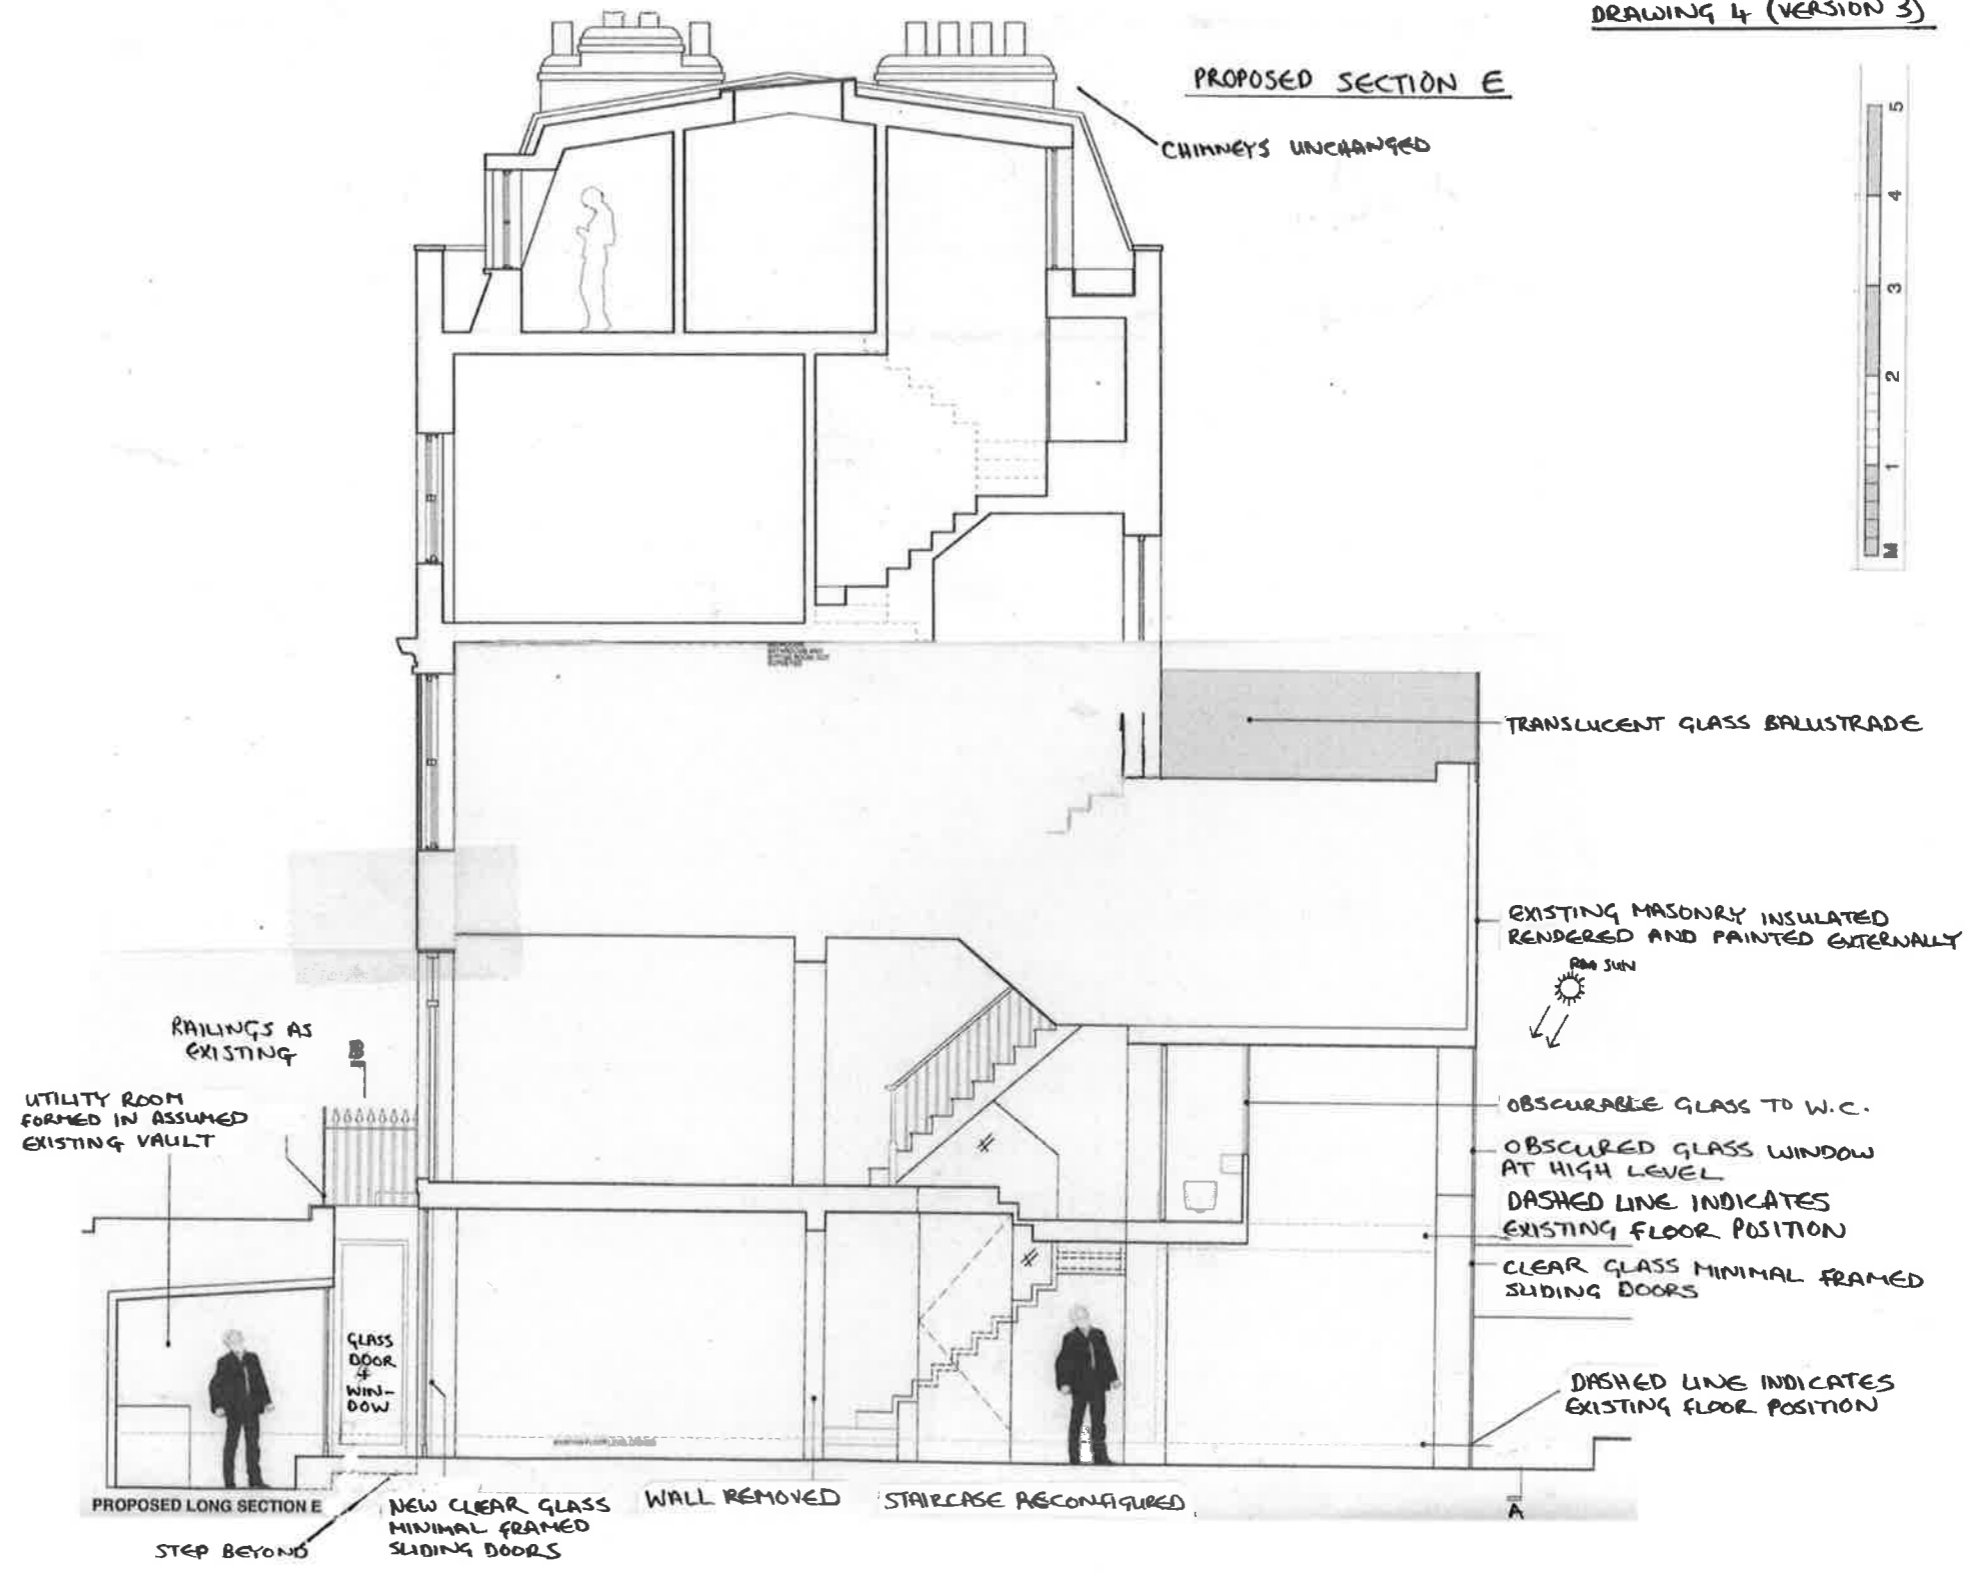 DRAWING 4 (VERSION 3)
PROPOSED SECTION E
CHIMNEYS UNCHANGED
5
4
3
2
1
M
TRANSLUCENT GLASS BALUSTRADE
EXISTING MASONRY INSULATED
RENDERED AND PAINTED EXTERNALLY
SUN
RAILINGS AS
EXISTING
B
UTILITY ROOM
FORMED IN ASSUMED
EXISTING VAULT
OBSCURABLE GLASS TO W.C.
OBSCURED GLASS WINDOW
AT HIGH LEVEL
DASHED LINE INDICATES
EXISTING FLOOR POSITION
CLEAR GLASS MINIMAL FRAMED
SLIDING DOORS
GLASS
DOOR
+
WIN-
DOW
DASHED LINE INDICATES
EXISTING FLOOR POSITION
PROPOSED LONG SECTION E
STEP BEYOND
NEW CLEAR GLASS
MINIMAL FRAMED
SLIDING DOORS
WALL REMOVED
STAIRCASE RECONFIGURED
A